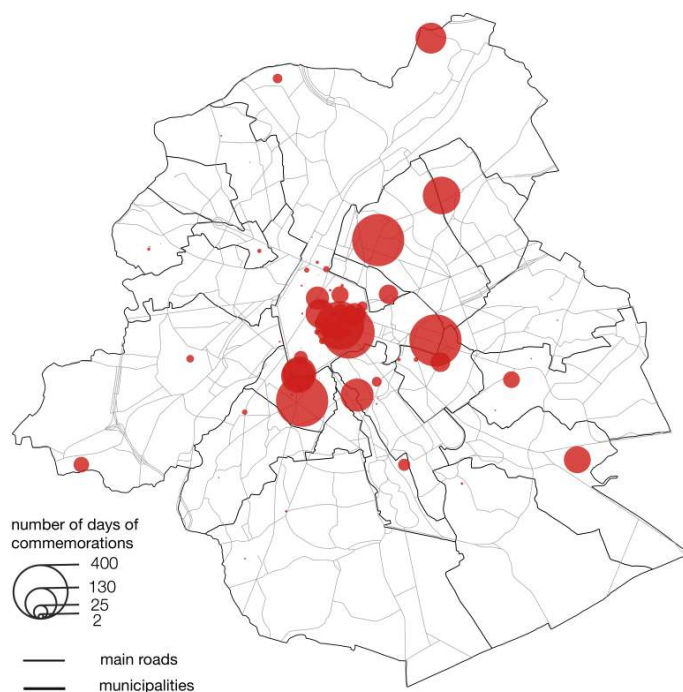 number of days of
commemorations
400
130
25
2
main roads
municipalities